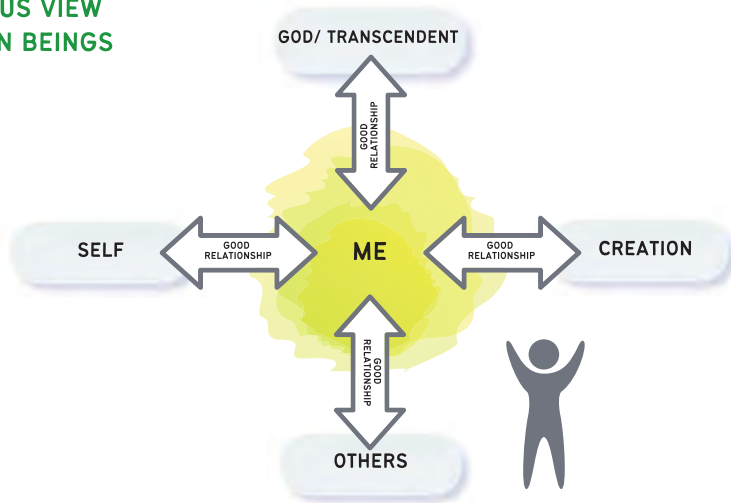 US VIEW
N BEINGS
GOD/ TRANSCENDENT
GOOD
RELATIONSHIP
SELF
GOOD
RELATIONSHIP
ME
GOOD
RELATIONSHIP
CREATION
GOOD
RELATIONSHIP
OTHERS